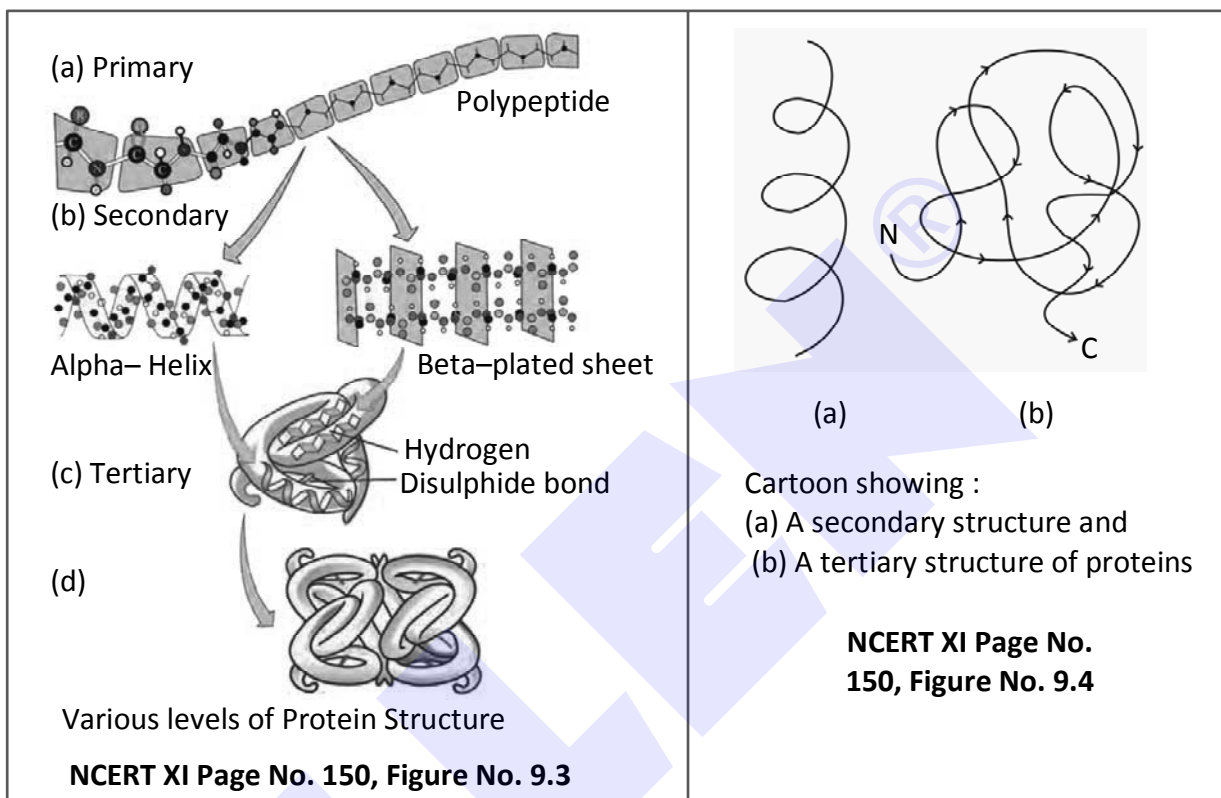 (a) Primary
Polypeptide
(b) Secondary
Alpha– Helix
Beta–plated sheet
Hydrogen
(c) Tertiary
Disulphide bond
(d)
Various levels of Protein Structure
NCERT XI Page No. 150, Figure No. 9.3
N
C
(a)
(b)
Cartoon showing :
(a) A secondary structure and
(b) A tertiary structure of proteins
NCERT XI Page No.
150, Figure No. 9.4